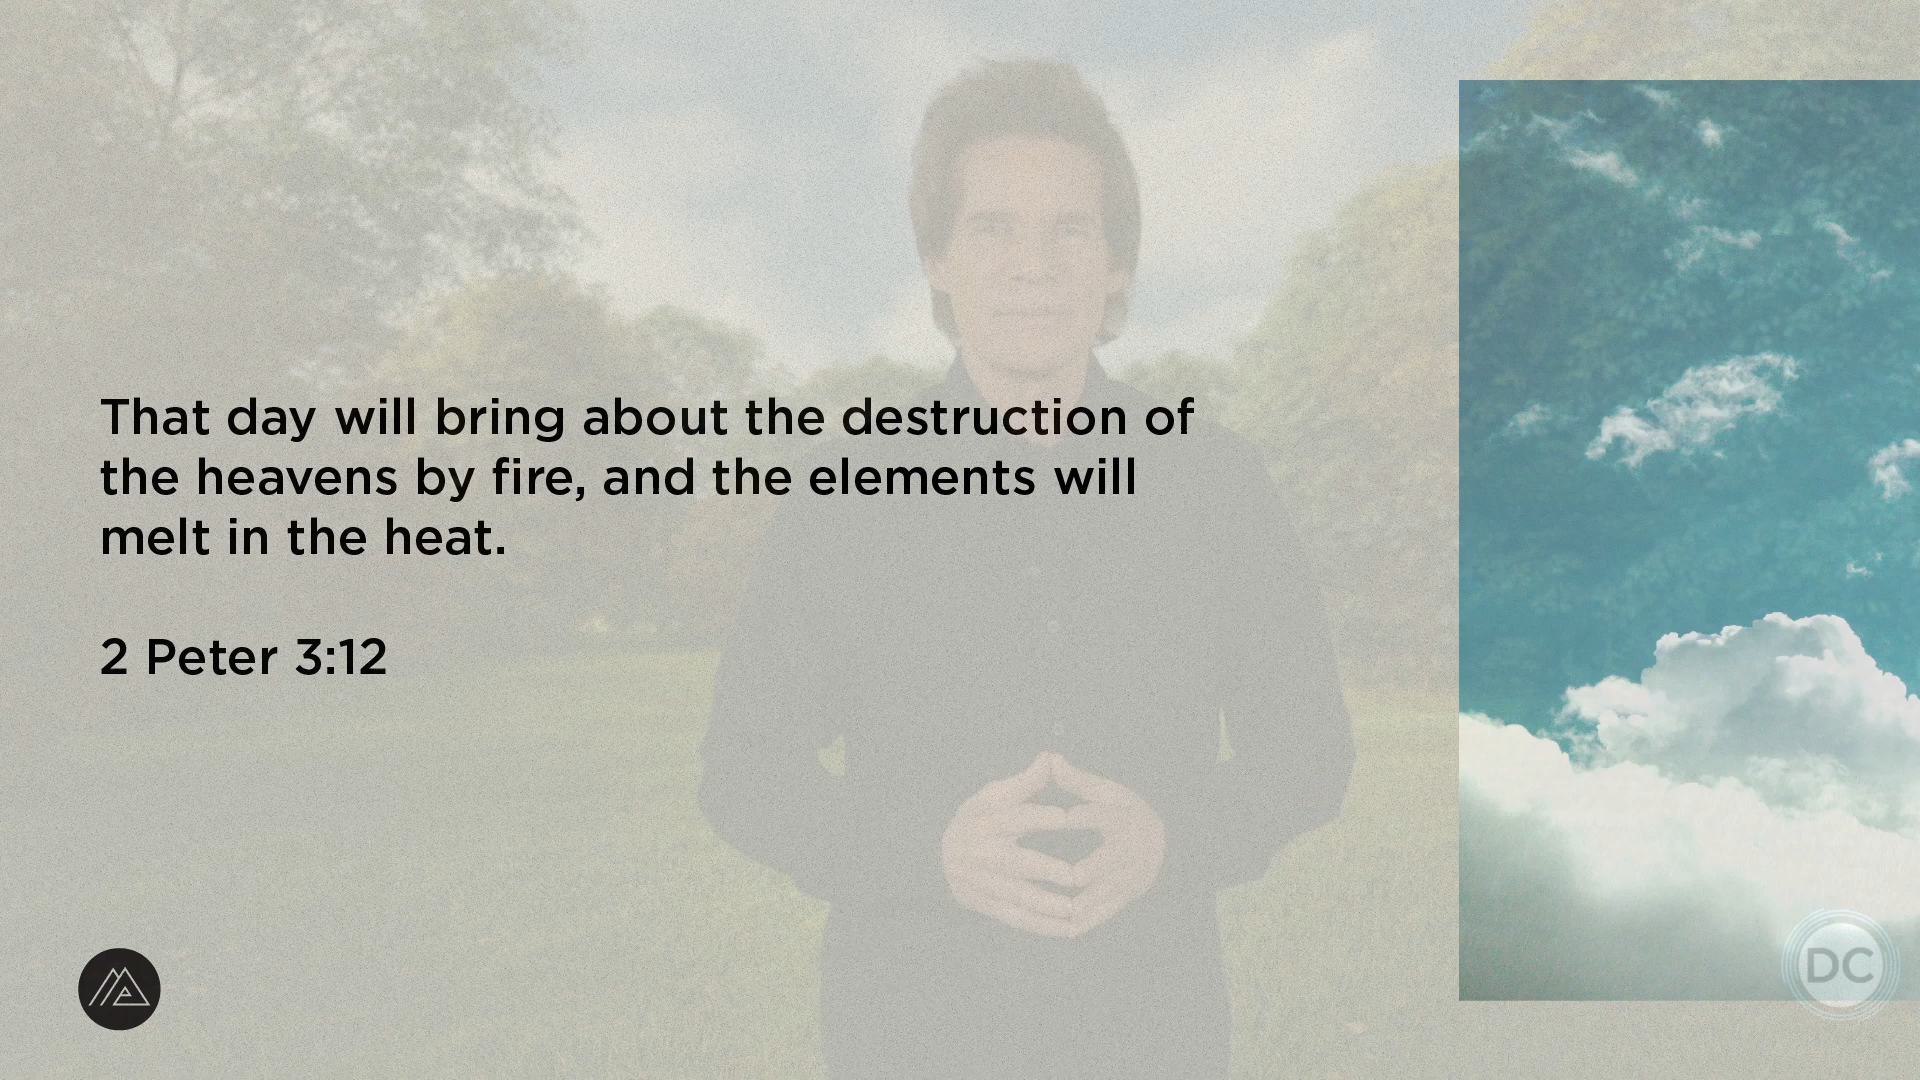 That day will bring about the destruction of
the heavens by fire, and the elements will
melt in the heat.
2 Peter 3:12
DC